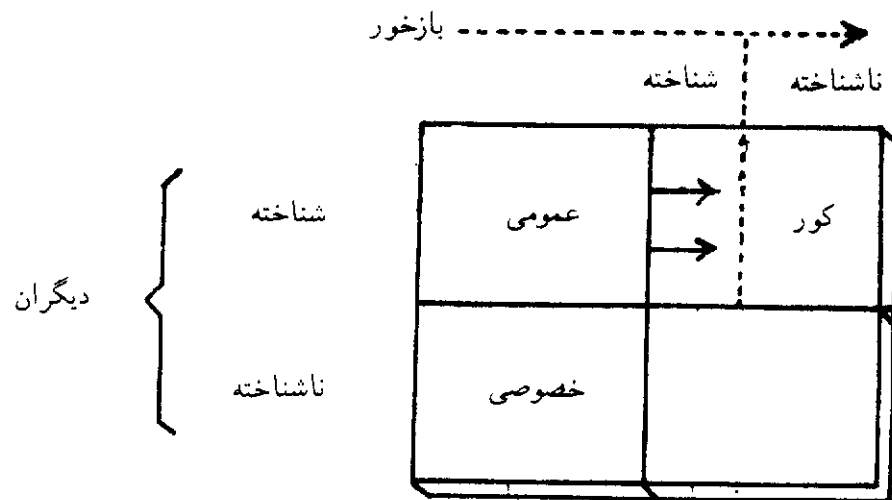 بازخور
شناخته
ناشناخته
شناخته
عمومی
کور
دیگران
ناشناخته
خصوصی